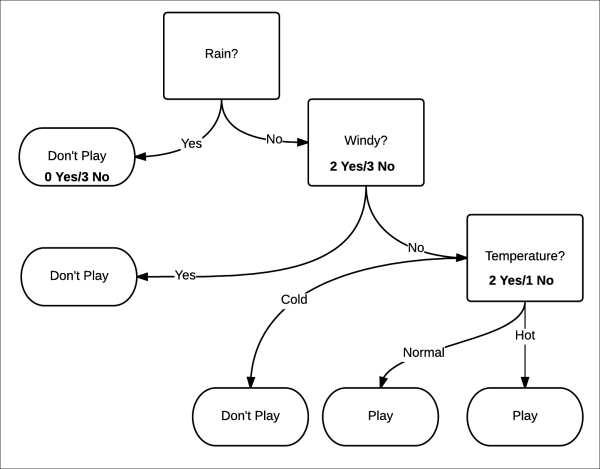 Rain?
Yes
No
Don't Play
0 Yes/3 No
Windy?
2 Yes/3 No
Yes
No
Don't Play
Temperature?
2 Yes/1 No
Cold
Normal
Hot
Don't Play
Play
Play